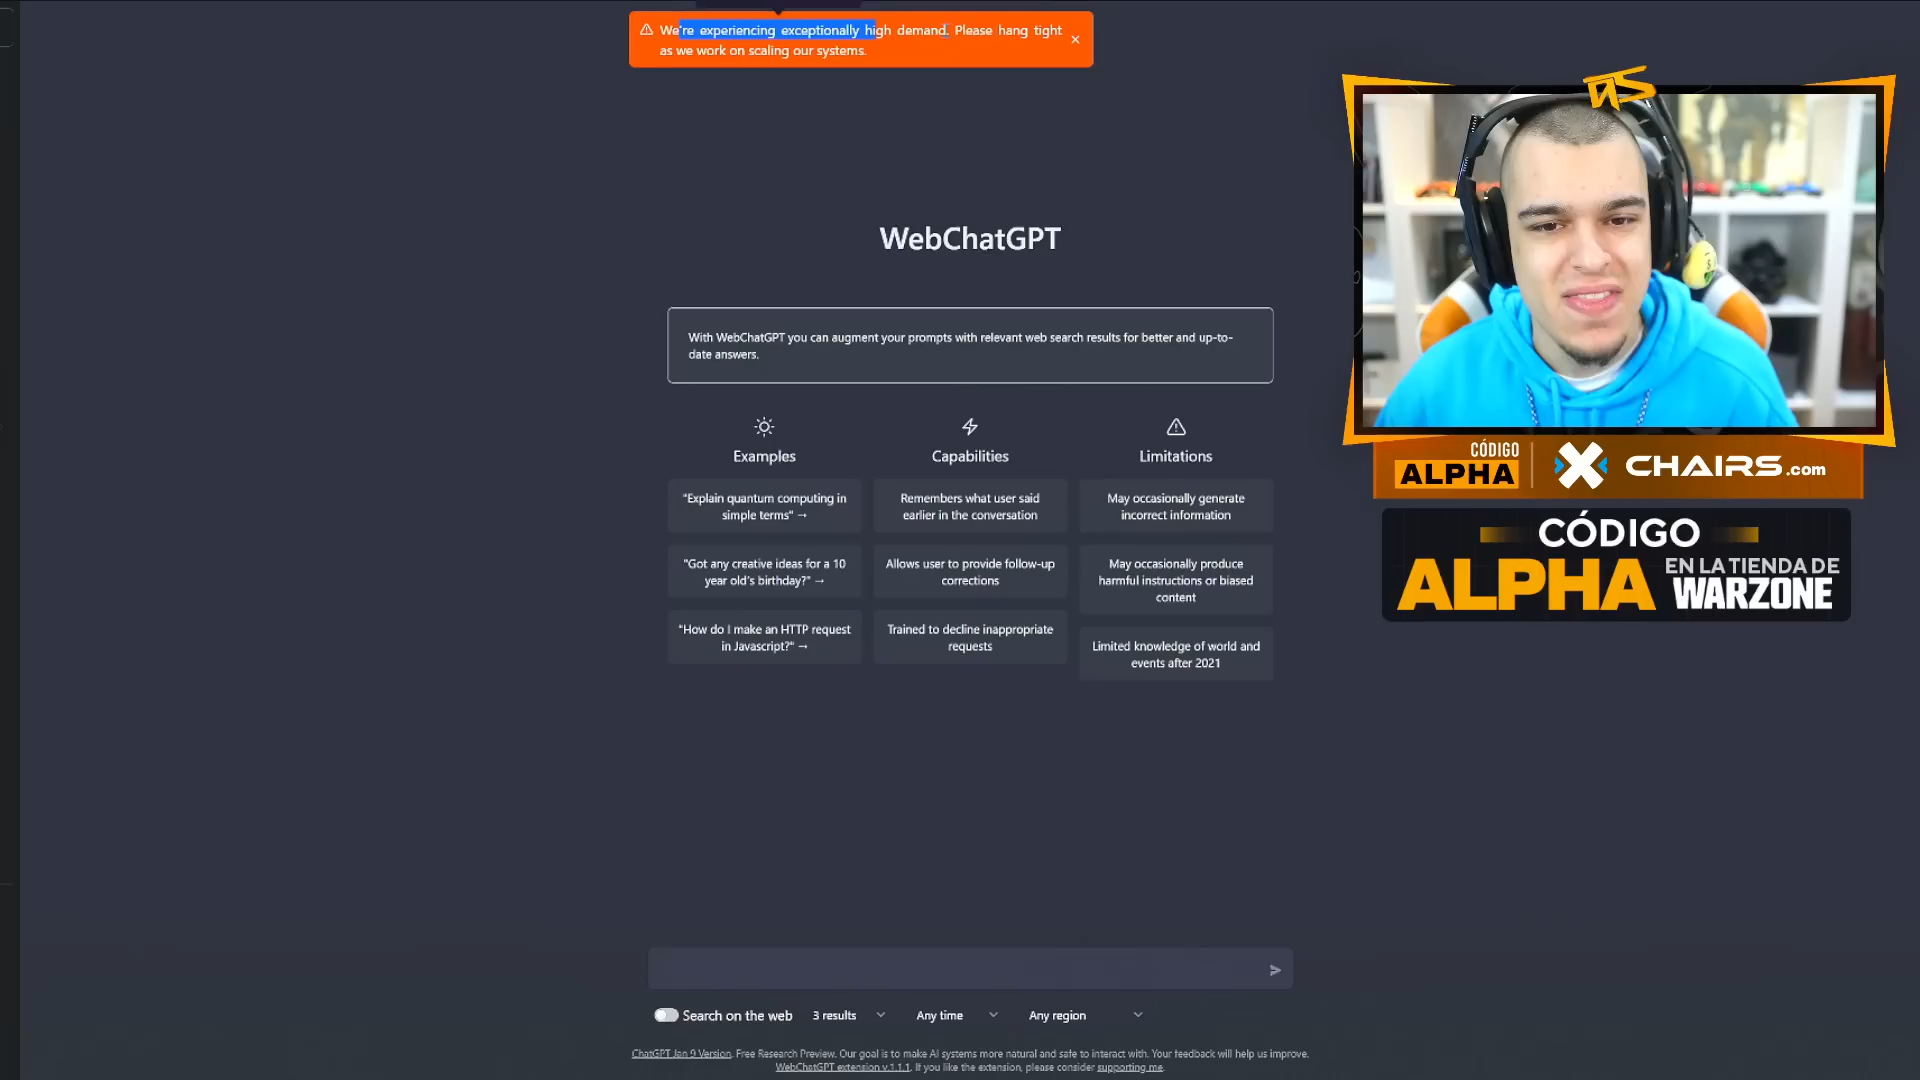 We're experiencing exceptionally high demand. Please hang tight
as we work on scaling our systems.
WebChatGPT
With WebChatGPT you can augment your prompts with relevant web search results for better and up-to-
date answers.
Examples
"Explain quantum computing in
simple terms" →
"Got any creative ideas for a 10
year old's birthday?" →
"How do I make an HTTP request
in Javascript?" →
Capabilities
Remembers what user said
earlier in the conversation
Allows user to provide follow-up
corrections
Trained to decline inappropriate
requests
Limitations
May occasionally generate
incorrect information
May occasionally produce
harmful instructions or biased
content
Limited knowledge of world and
events after 2021
Search on the web
3 results
Any time
Any region
ChatGPT Jan 9 Version. Free Research Preview. Our goal is to make AI systems more natural and safe to interact with. Your feedback will help us improve.
WebChatGPT extension v.1.1.1. If you like the extension, please consider supporting me.
CÓDIGO
ALPHA
X CHAIRS.com
CÓDIGO
ALPHA
EN LA TIENDA DE
WARZONE